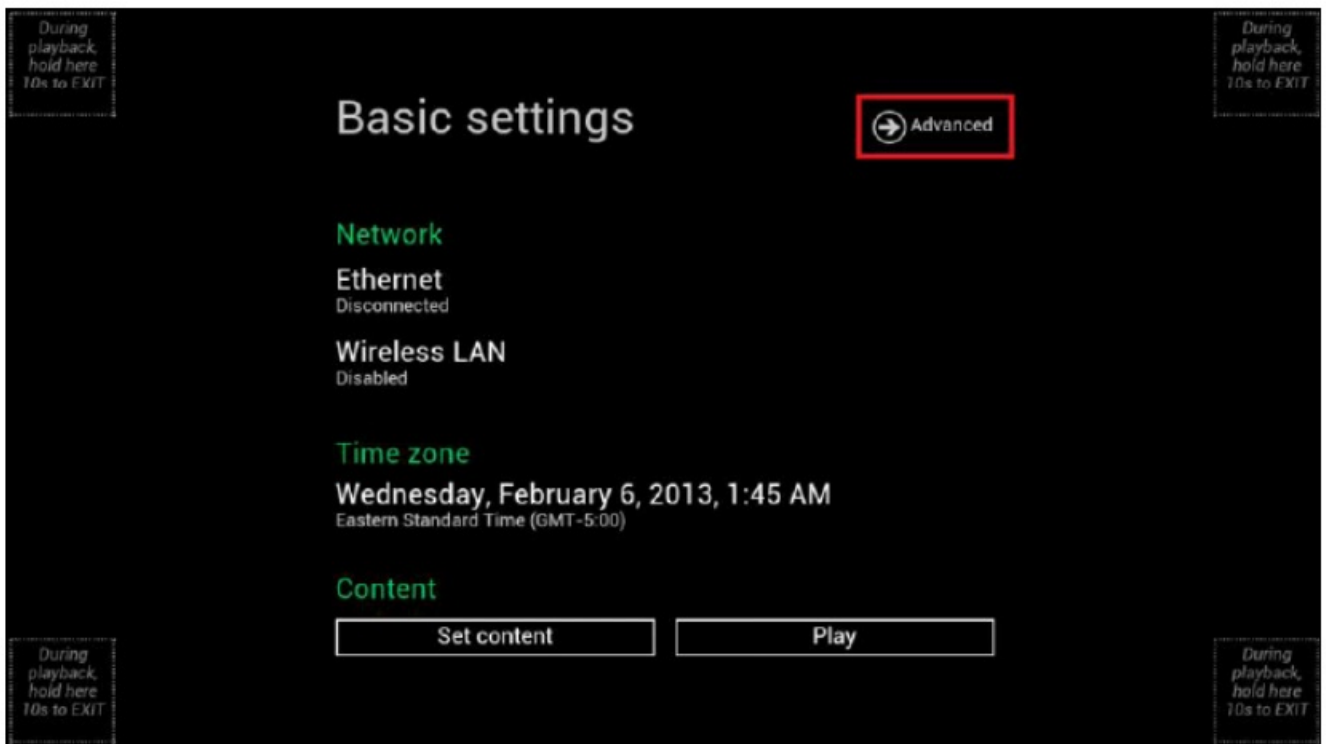 During
playback,
hold here
10s to EXIT
During
playback,
hold here
10s to EXIT
Basic settings
Advanced
Network
Ethernet
Disconnected
Wireless LAN
Disabled
Time zone
Wednesday, February 6, 2013, 1:45 AM
Eastern Standard Time (GMT-5:00)
Content
Set content
Play
During
playback,
hold here
10s to EXIT
During
playback,
hold here
10s to EXIT